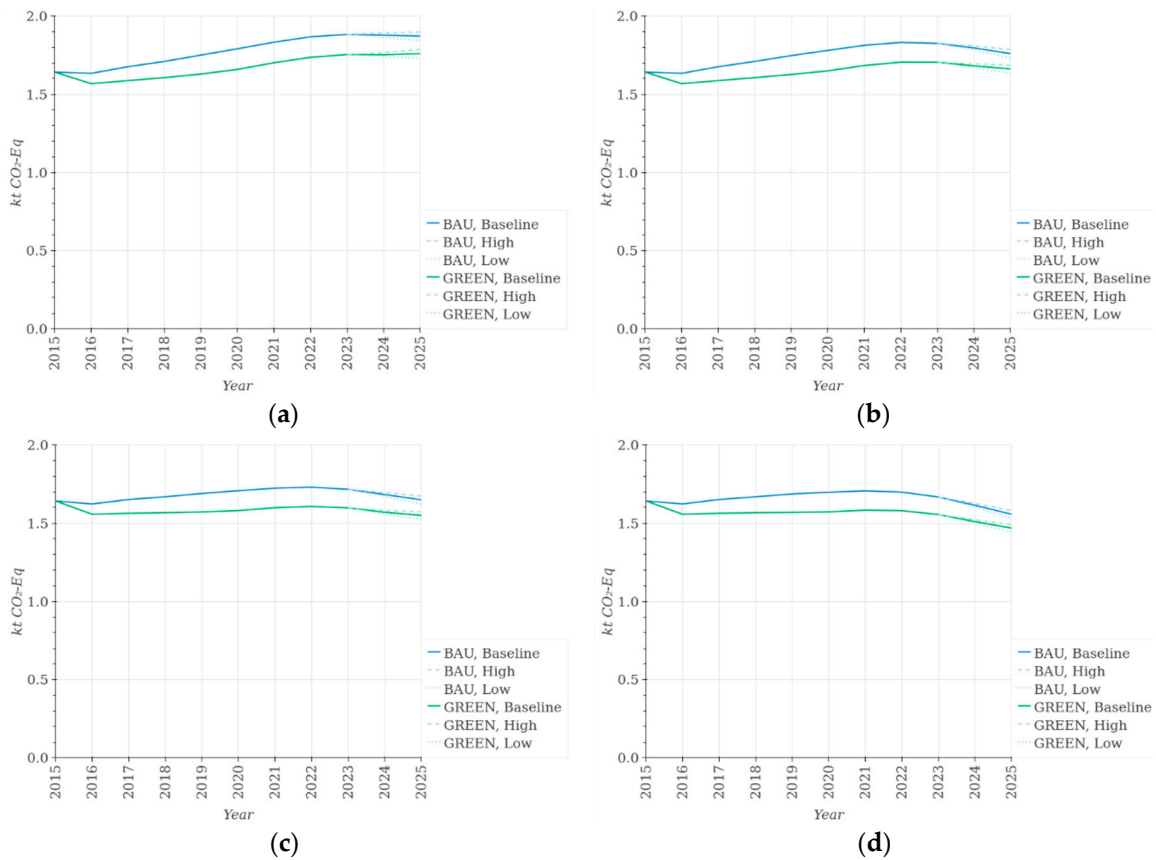 2.0
1.5
1.0
0.5
0.0
kt CO₂-Eq
2015
2016
2017
2018
2019
2020
2021
2022
2023
2024
2025
Year
BAU, Baseline
BAU, High
BAU, Low
GREEN, Baseline
GREEN, High
GREEN, Low
(a)
2.0
1.5
1.0
0.5
0.0
kt CO₂-Eq
2015
2016
2017
2018
2019
2020
2021
2022
2023
2024
2025
Year
BAU, Baseline
BAU, High
BAU, Low
GREEN, Baseline
GREEN, High
GREEN, Low
(b)
2.0
1.5
1.0
0.5
0.0
kt CO₂-Eq
2015
2016
2017
2018
2019
2020
2021
2022
2023
2024
2025
Year
BAU, Baseline
BAU, High
BAU, Low
GREEN, Baseline
GREEN, High
GREEN, Low
(c)
2.0
1.5
1.0
0.5
0.0
kt CO₂-Eq
2015
2016
2017
2018
2019
2020
2021
2022
2023
2024
2025
Year
BAU, Baseline
BAU, High
BAU, Low
GREEN, Baseline
GREEN, High
GREEN, Low
(d)